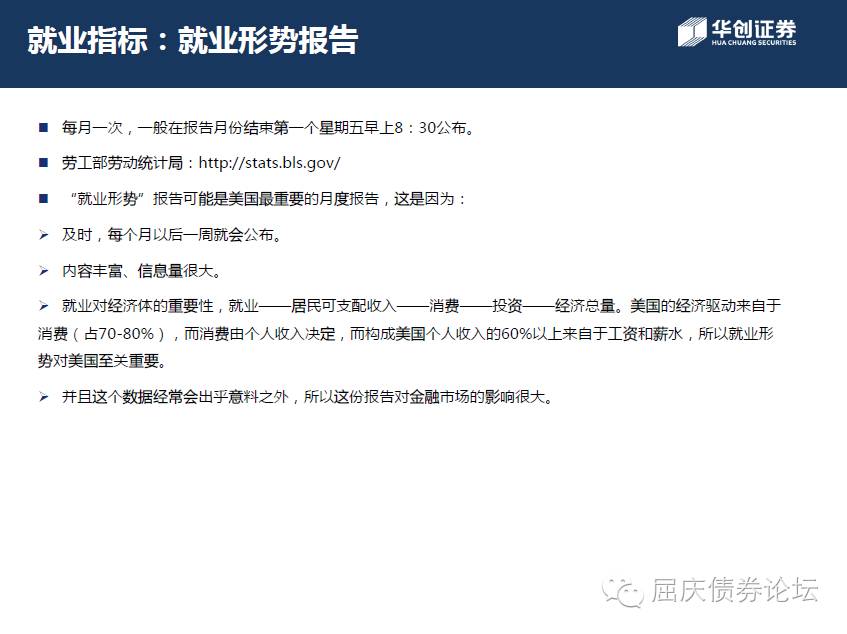 就业指标：就业形势报告
华创证券
HUA CHUANG SECURITIES
■ 每月一次，一般在报告月份结束第一个星期五早上8：30公布。
■ 劳工部劳动统计局：http://stats.bls.gov/
■ “就业形势”报告可能是美国最重要的月度报告，这是因为：
➢ 及时，每个月以后一周就会公布。
➢ 内容丰富、信息量很大。
➢ 就业对经济体的重要性，就业——居民可支配收入——消费——投资——经济总量。美国的经济驱动来自于
消费（占70-80%），而消费由个人收入决定，而构成美国个人收入的60%以上来自于工资和薪水，所以就业形
势对美国至关重要。
➢ 并且这个数据经常会出乎意料之外，所以这份报告对金融市场的影响很大。
屈庆债券论坛